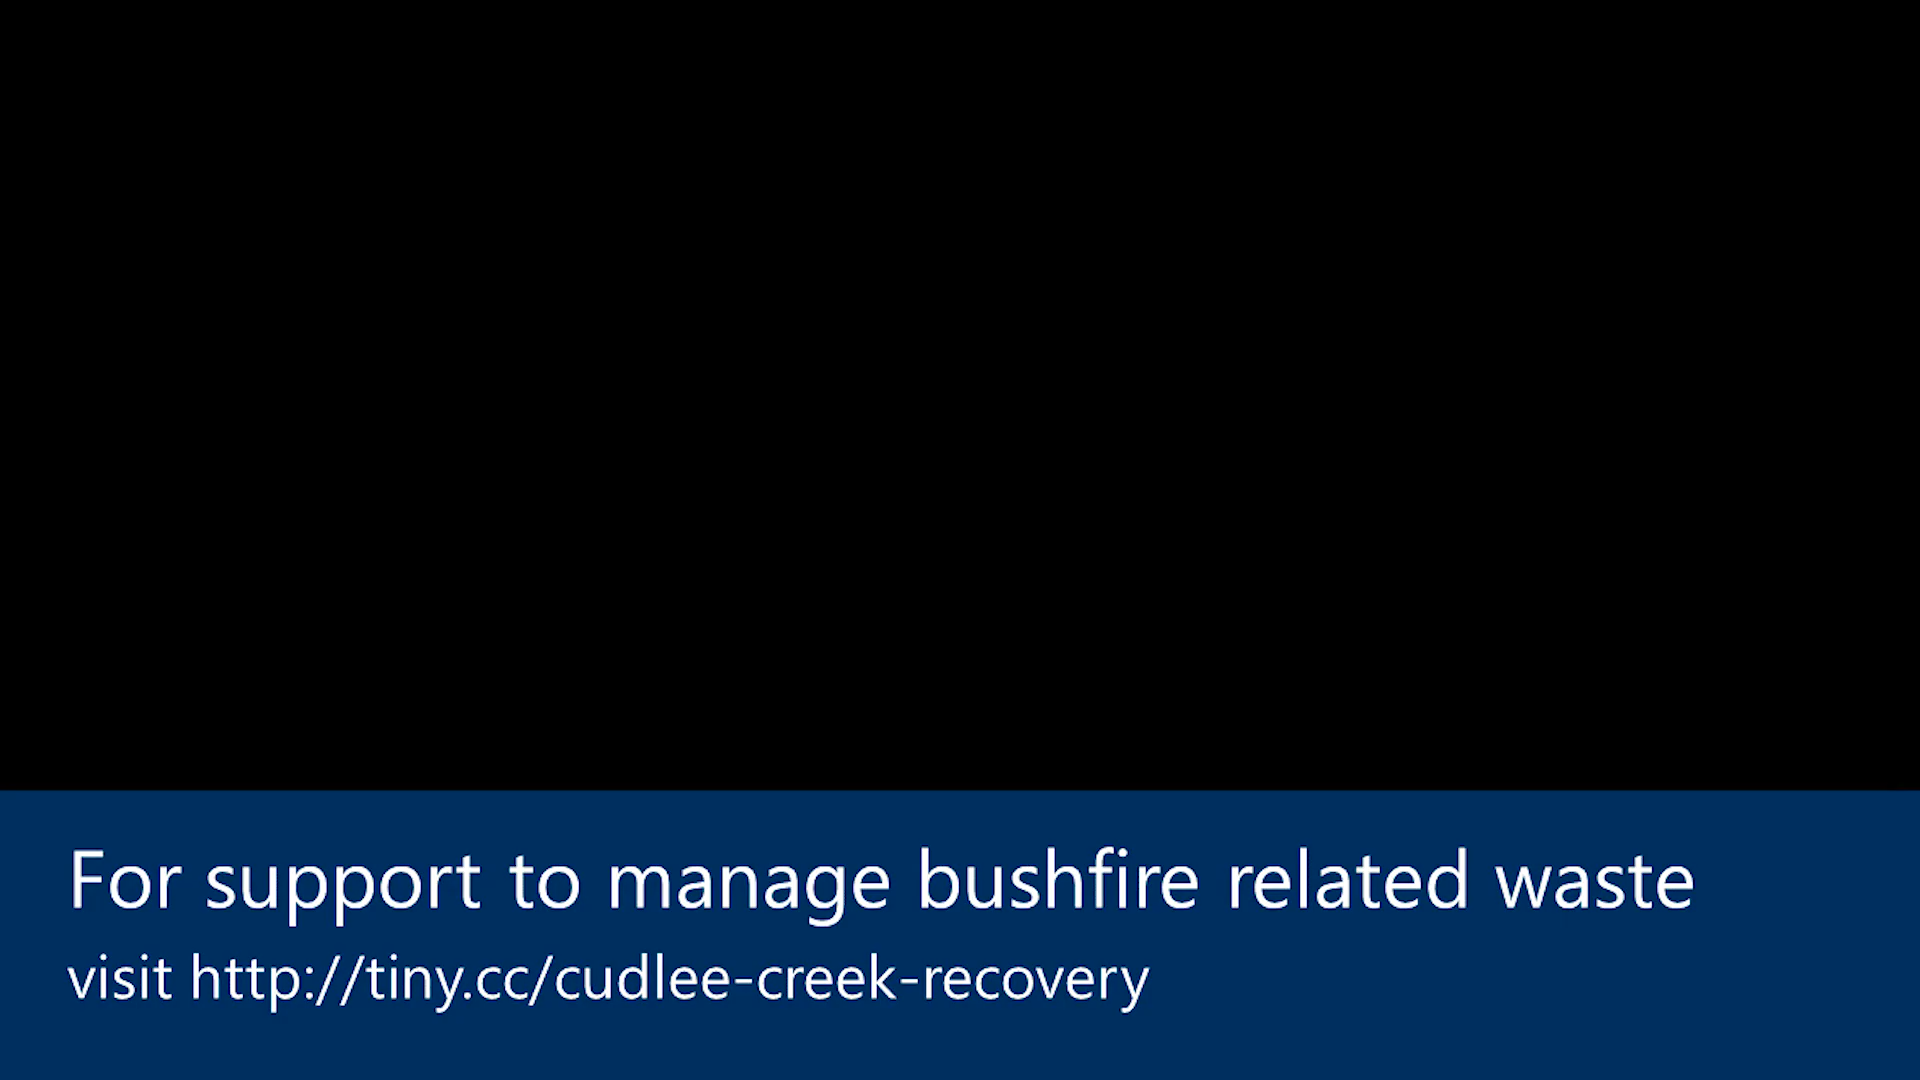 For support to manage bushfire related waste
visit http://tiny.cc/cudlee-creek-recovery